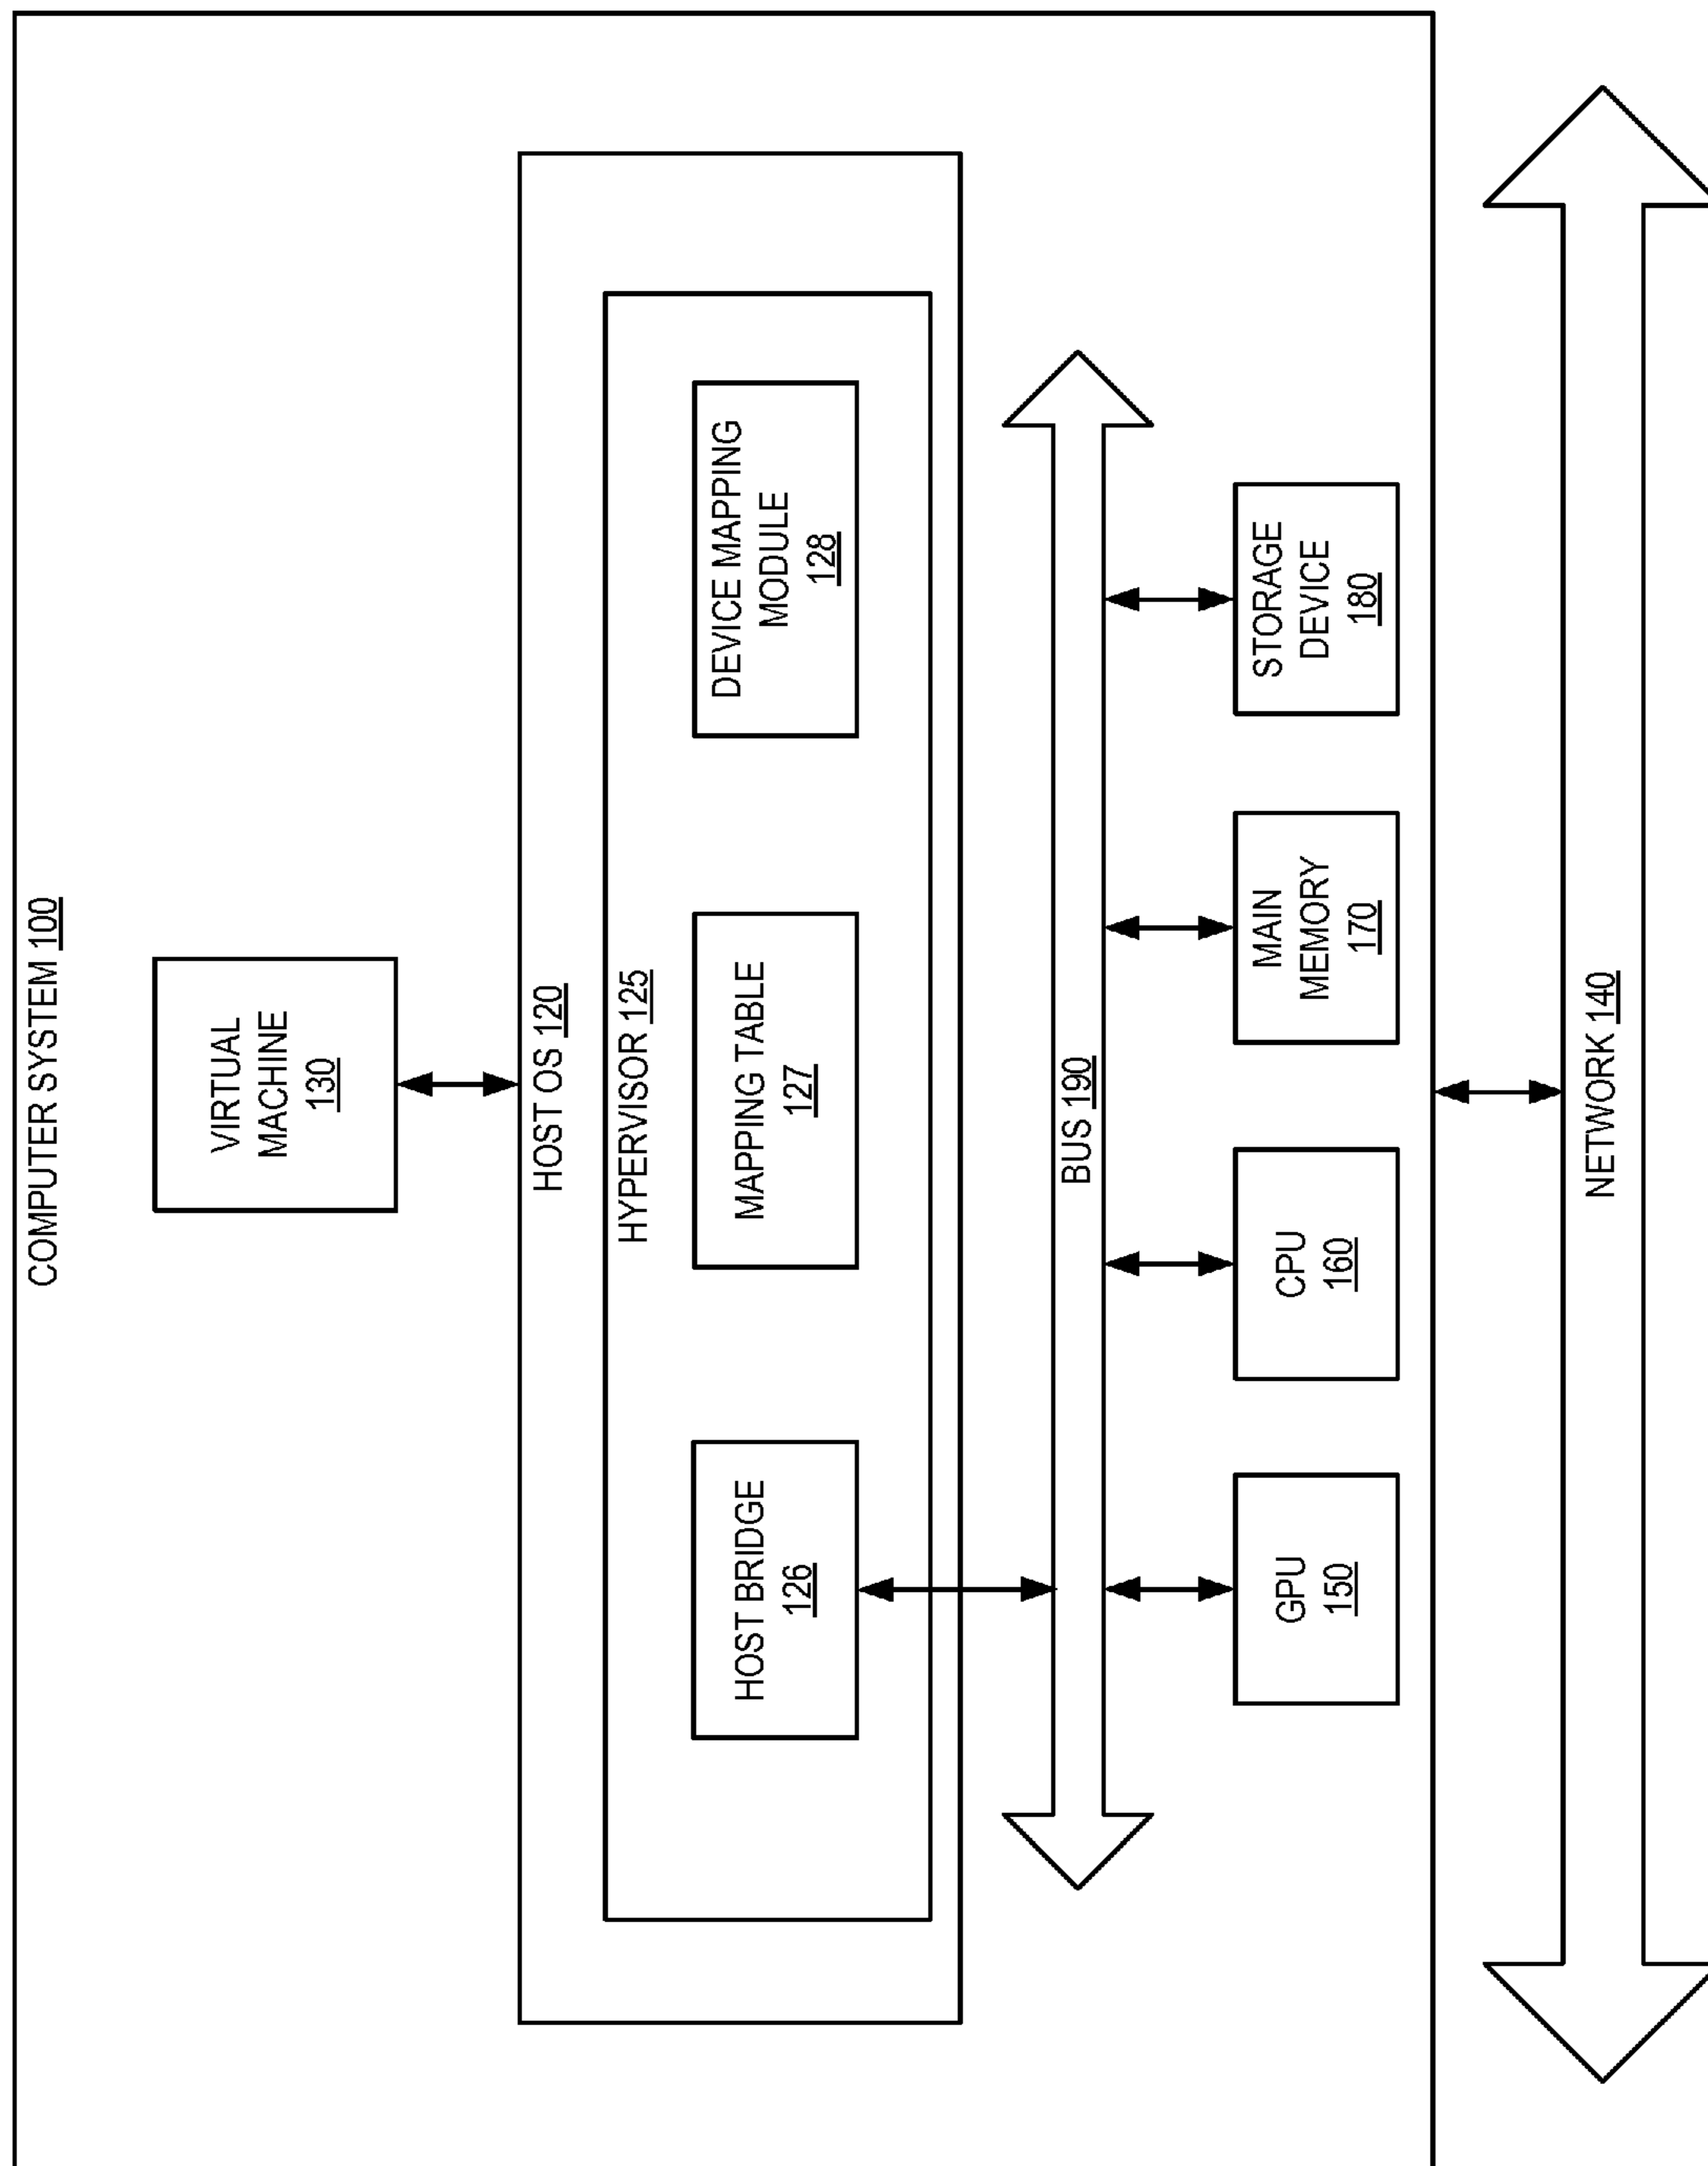 COMPUTER SYSTEM 100
VIRTUAL
MACHINE
130
HOST OS 120
HYPERVISOR 125
HOST BRIDGE
126
MAPPING TABLE
127
DEVICE MAPPING
MODULE
128
BUS 190
GPU
150
CPU
160
MAIN
MEMORY
170
STORAGE
DEVICE
180
NETWORK 140